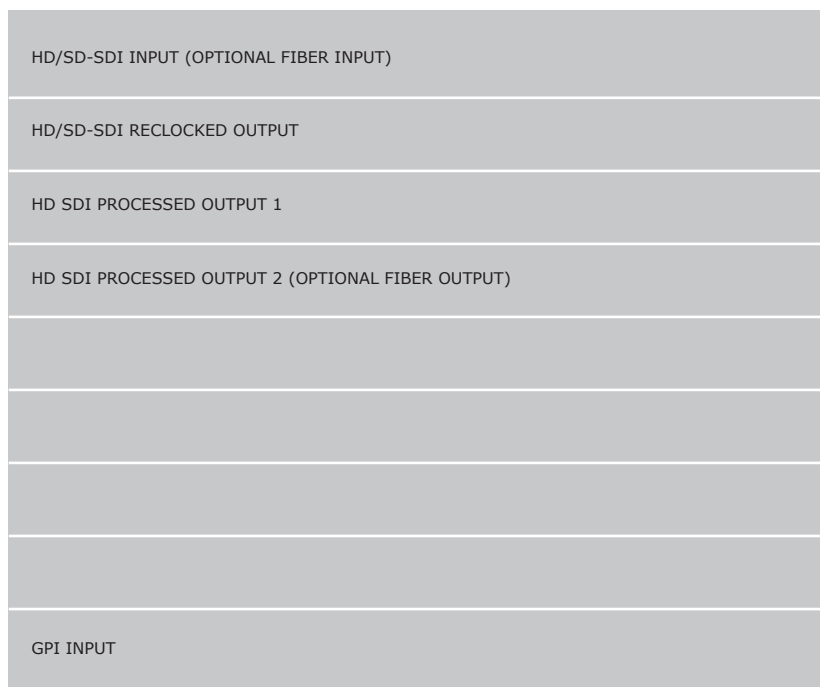 HD/SD-SDI INPUT (OPTIONAL FIBER INPUT)
HD/SD-SDI RECLOCKED OUTPUT
HD SDI PROCESSED OUTPUT 1
HD SDI PROCESSED OUTPUT 2 (OPTIONAL FIBER OUTPUT)
GPI INPUT